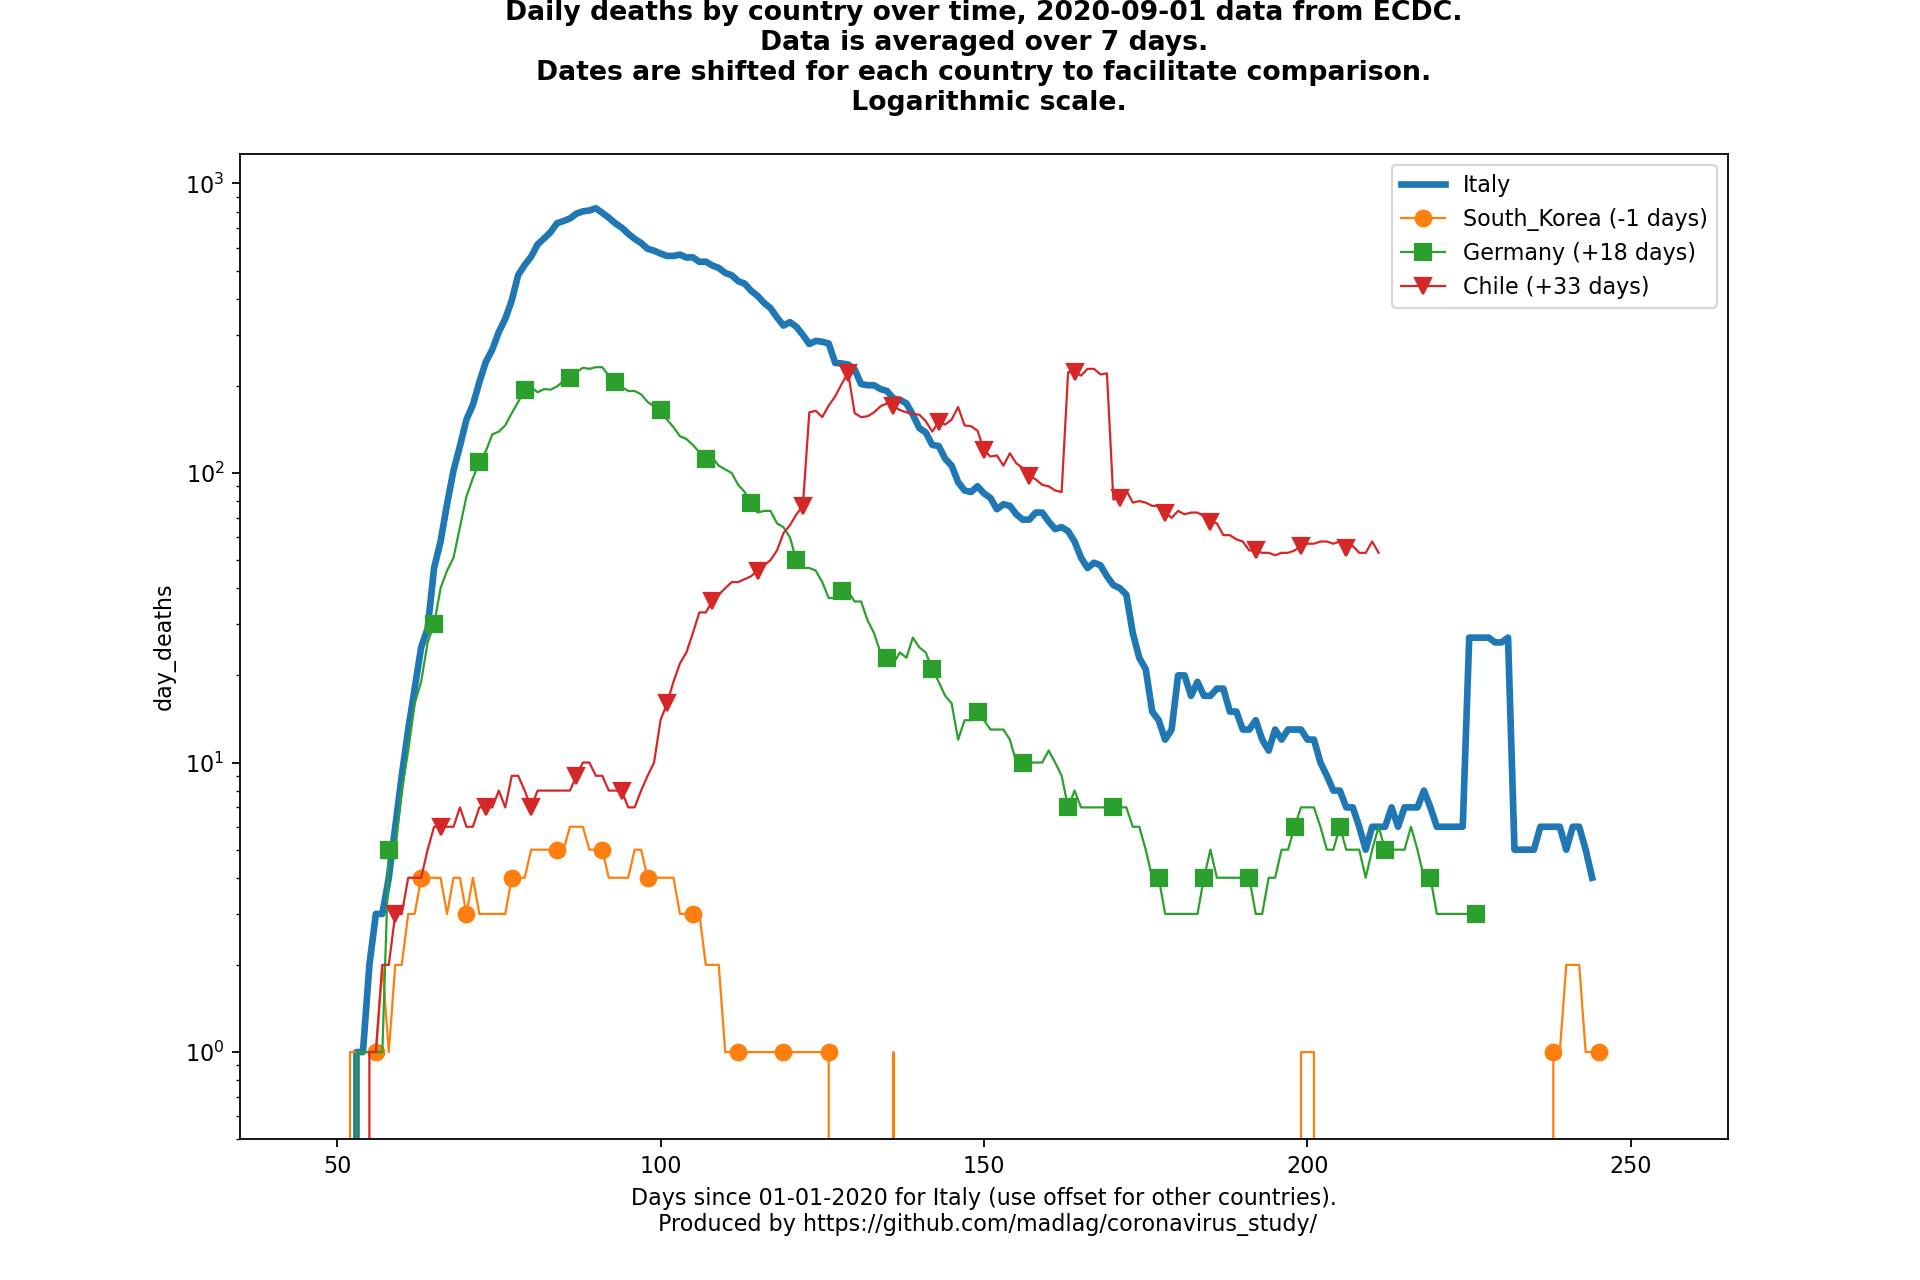 Daily deaths by country over time, 2020-09-01 data from ECDC.
Data is averaged over 7 days.
Dates are shifted for each country to facilitate comparison.
Logarithmic scale.
10³
Italy
South_Korea (-1 days)
Germany (+18 days)
Chile (+33 days)
10²
day_deaths
10¹
10⁰
50 100 150 200 250
Days since 01-01-2020 for Italy (use offset for other countries).
Produced by https://github.com/madlag/coronavirus_study/